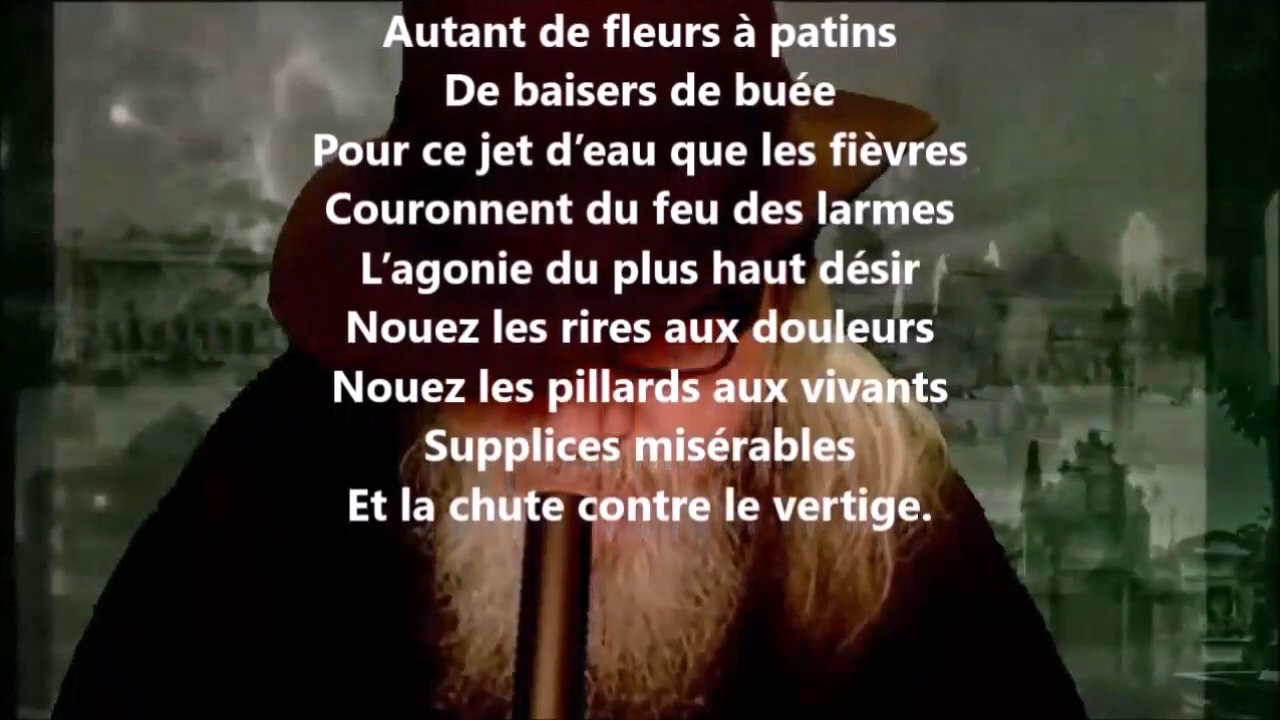 Autant de fleurs à patins
De baisers de buée
Pour ce jet d’eau que les fièvres
Couronnent du feu des larmes
L’agonie du plus haut désir
Nouez les rires aux douleurs
Nouez les pillards aux vivants
Supplices misérables
Et la chute contre le vertige.